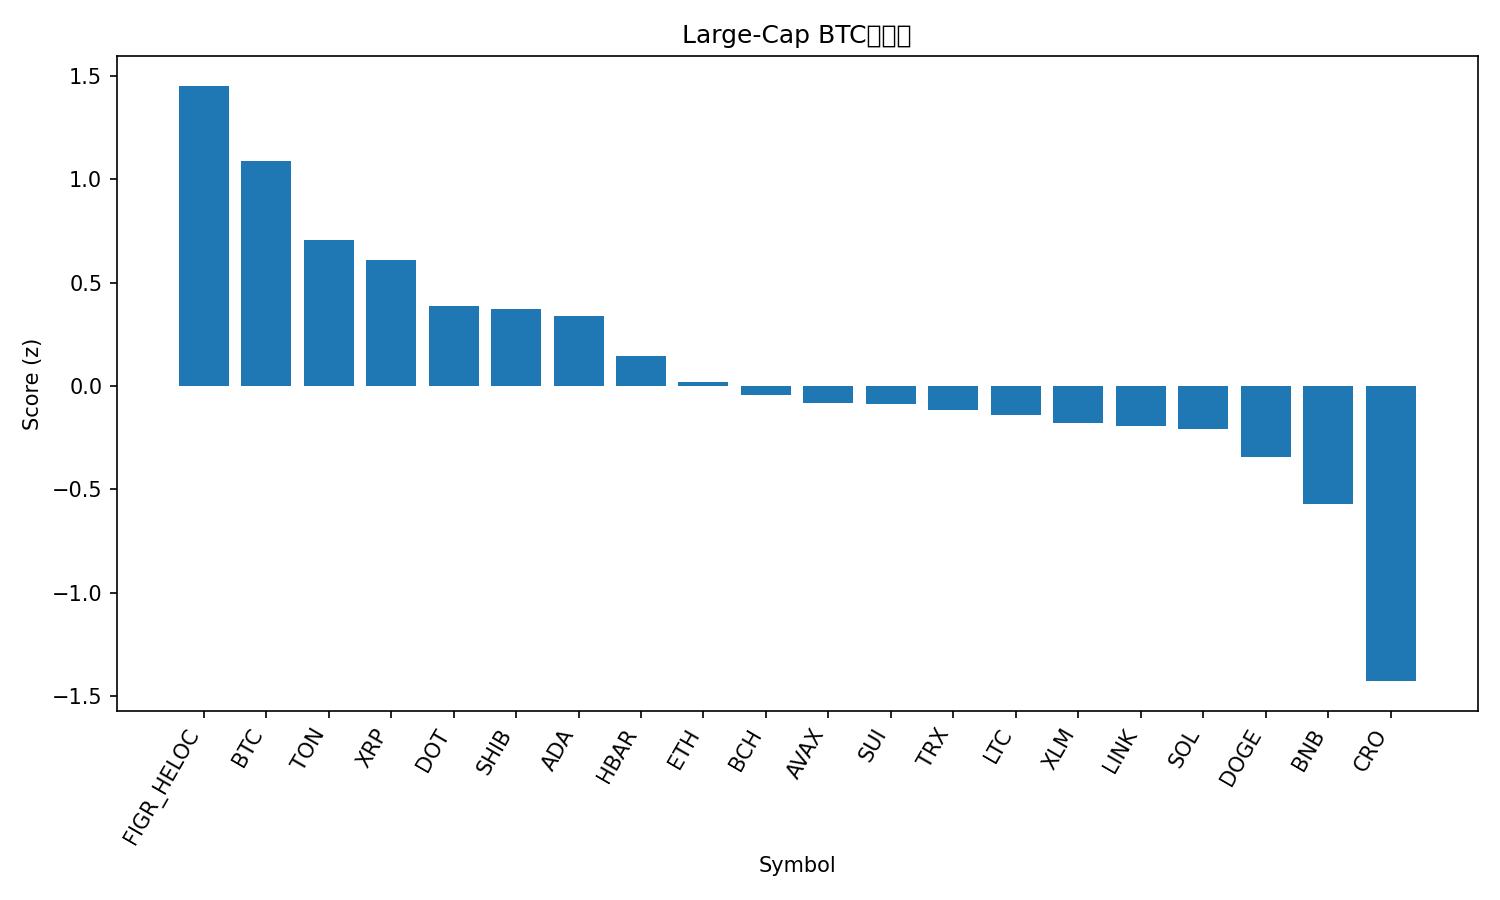 Large-Cap BTC
1.5
1.0
0.5
0.0
−0.5
−1.0
−1.5
Score (z)
FIGR_HELOC
BTC
TON
XRP
DOT
SHIB
ADA
HBAR
ETH
BCH
AVAX
SUI
TRX
LTC
XLM
LINK
SOL
DOGE
BNB
CRO
Symbol